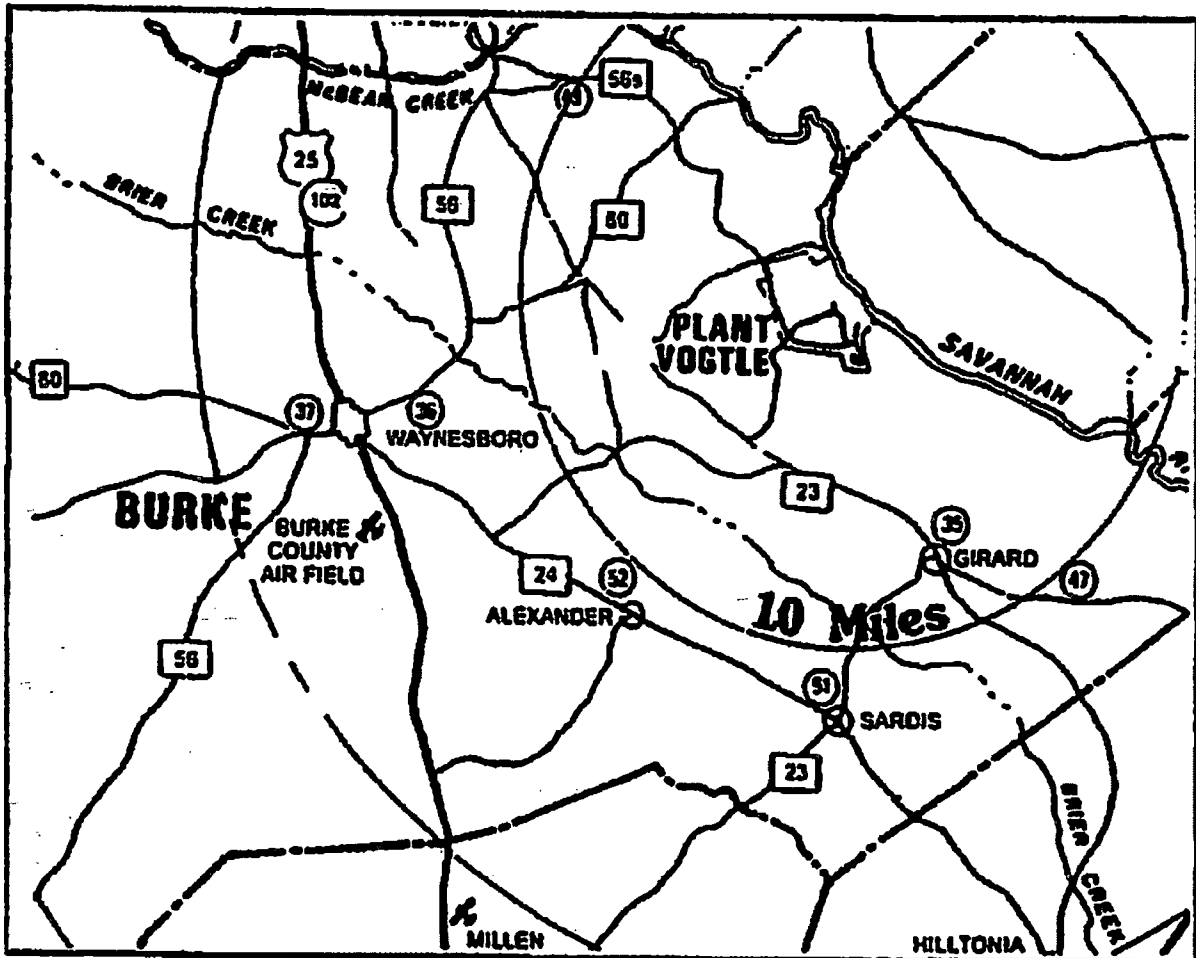 56s
McBEAN CREEK
25
102
56
80
BRIER CREEK
PLANT
VOGTLE
SAVANNAH
80
37
36
WAYNESBORO
BURKE
BURKE
COUNTY
AIR FIELD
23
35
GIRARD
24
52
47
ALEXANDER
10 Miles
56
51
SARDIS
23
BRIER CREEK
MILLEN
HILLTONIA